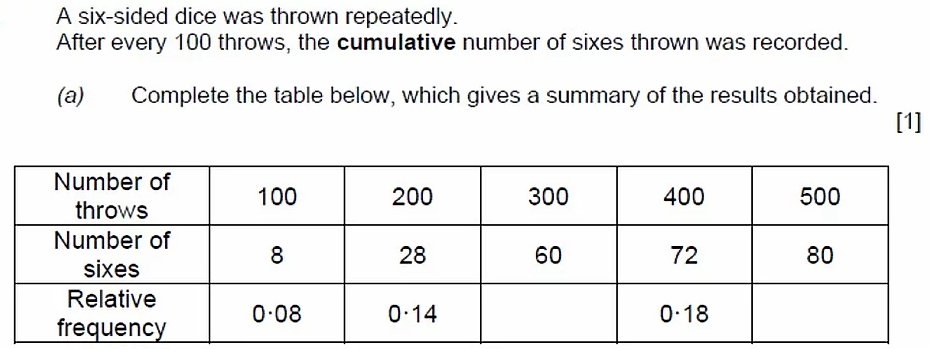 A six-sided dice was thrown repeatedly.
After every 100 throws, the cumulative number of sixes thrown was recorded.
(a) Complete the table below, which gives a summary of the results obtained.
[1]
Number of throws 100 200 300 400 500
Number of sixes 8 28 60 72 80
Relative frequency 0·08 0·14 0·18